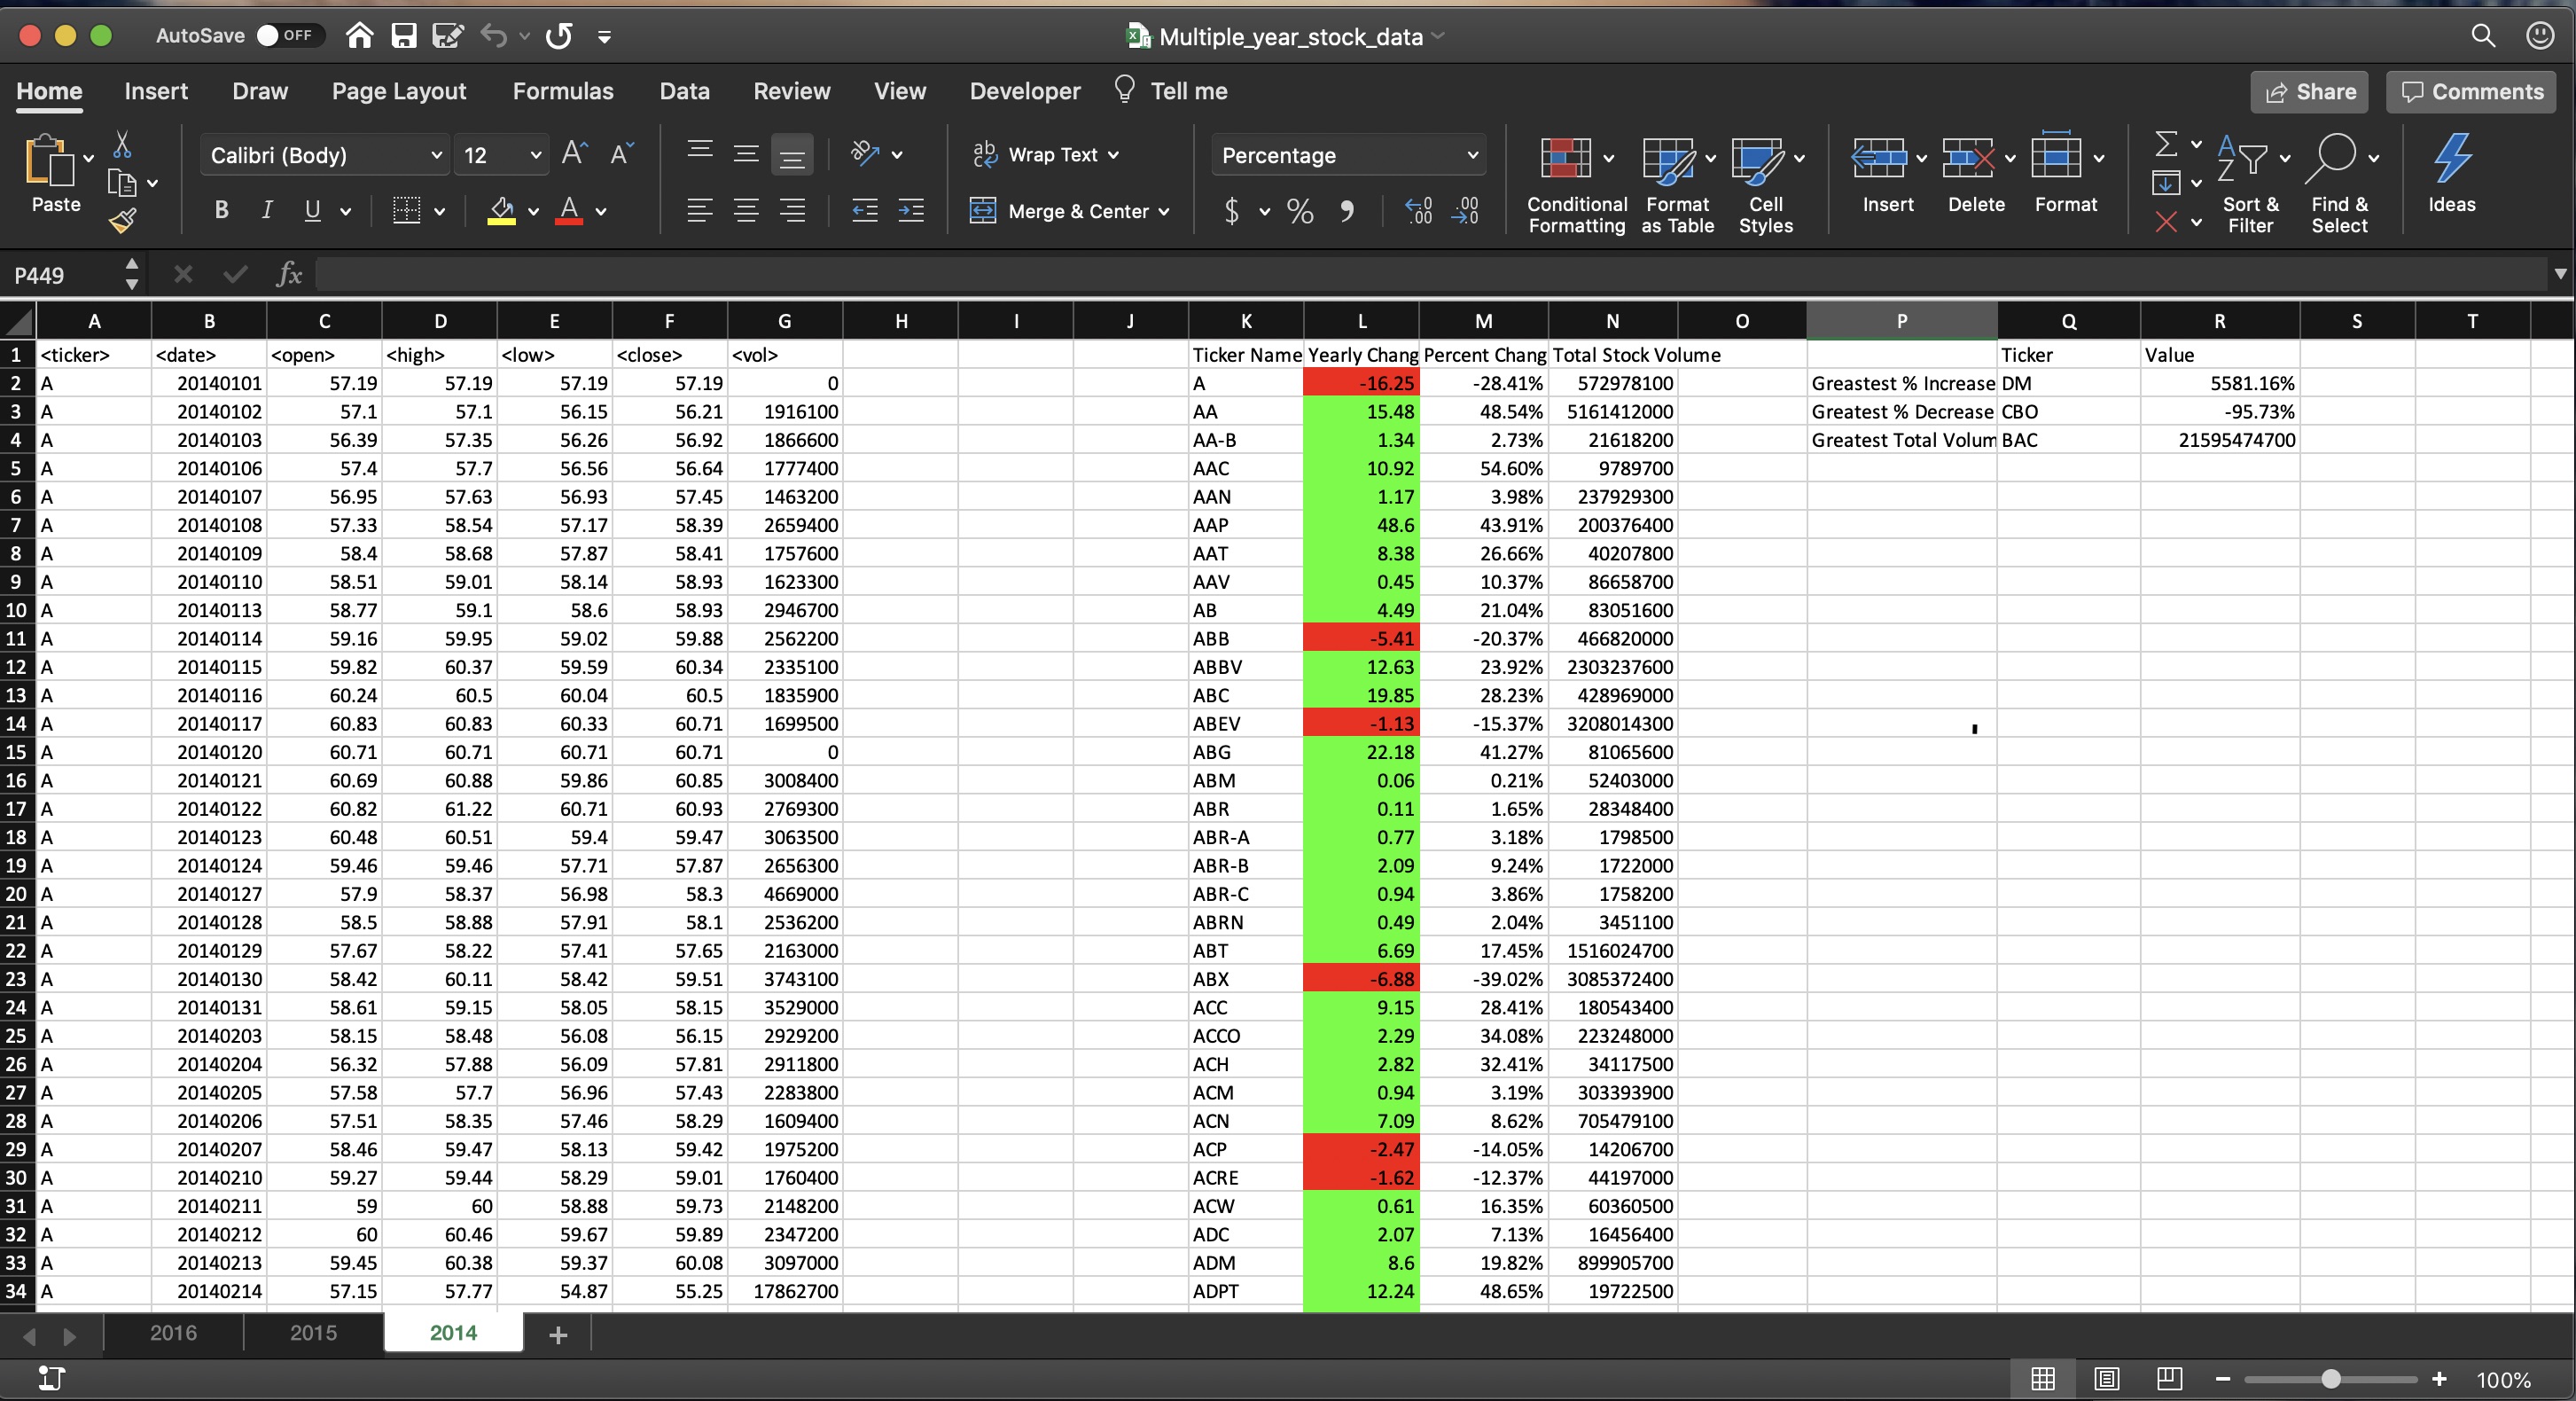 AutoSave OFF Multiple_year_stock_data
Home Insert Draw Page Layout Formulas Data Review View Developer Tell me Share Comments
Paste Calibri (Body) 12 Wrap Text Percentage Conditional Formatting Format as Table Cell Styles Insert Delete Format Sort & Filter Find & Select Ideas
B I U Merge & Center $ %
P449 fx
A B C D E F G H I J K L M N O P Q R S T
1 <ticker> <date> <open> <high> <low> <close> <vol> Ticker Name Yearly Chang Percent Chang Total Stock Volume Ticker Value
2 A 20140101 57.19 57.19 57.19 57.19 0 A -16.25 -28.41% 572978100 Greastest % Increase DM 5581.16%
3 A 20140102 57.1 57.1 56.15 56.21 1916100 AA 15.48 48.54% 5161412000 Greatest % Decrease CBO -95.73%
4 A 20140103 56.39 57.35 56.26 56.92 1866600 AA-B 1.34 2.73% 21618200 Greatest Total Volum BAC 21595474700
5 A 20140106 57.4 57.7 56.56 56.64 1777400 AAC 10.92 54.60% 9789700
6 A 20140107 56.95 57.63 56.93 57.45 1463200 AAN 1.17 3.98% 237929300
7 A 20140108 57.33 58.54 57.17 58.39 2659400 AAP 48.6 43.91% 200376400
8 A 20140109 58.4 58.68 57.87 58.41 1757600 AAT 8.38 26.66% 40207800
9 A 20140110 58.51 59.01 58.14 58.93 1623300 AAV 0.45 10.37% 86658700
10 A 20140113 58.77 59.1 58.6 58.93 2946700 AB 4.49 21.04% 83051600
11 A 20140114 59.16 59.95 59.02 59.88 2562200 ABB -5.41 -20.37% 466820000
12 A 20140115 59.82 60.37 59.59 60.34 2335100 ABBV 12.63 23.92% 2303237600
13 A 20140116 60.24 60.5 60.04 60.5 1835900 ABC 19.85 28.23% 428969000
14 A 20140117 60.83 60.83 60.33 60.71 1699500 ABEV -1.13 -15.37% 3208014300
15 A 20140120 60.71 60.71 60.71 60.71 0 ABG 22.18 41.27% 81065600
16 A 20140121 60.69 60.88 59.86 60.85 3008400 ABM 0.06 0.21% 52403000
17 A 20140122 60.82 61.22 60.71 60.93 2769300 ABR 0.11 1.65% 28348400
18 A 20140123 60.48 60.51 59.4 59.47 3063500 ABR-A 0.77 3.18% 1798500
19 A 20140124 59.46 59.46 57.71 57.87 2656300 ABR-B 2.09 9.24% 1722000
20 A 20140127 57.9 58.37 56.98 58.3 4669000 ABR-C 0.94 3.86% 1758200
21 A 20140128 58.5 58.88 57.91 58.1 2536200 ABRN 0.49 2.04% 3451100
22 A 20140129 57.67 58.22 57.41 57.65 2163000 ABT 6.69 17.45% 1516024700
23 A 20140130 58.42 60.11 58.42 59.51 3743100 ABX -6.88 -39.02% 3085372400
24 A 20140131 58.61 59.15 58.05 58.15 3529000 ACC 9.15 28.41% 180543400
25 A 20140203 58.15 58.48 56.08 56.15 2929200 ACCO 2.29 34.08% 223248000
26 A 20140204 56.32 57.88 56.09 57.81 2911800 ACH 2.82 32.41% 34117500
27 A 20140205 57.58 57.7 56.96 57.43 2283800 ACM 0.94 3.19% 303393900
28 A 20140206 57.51 58.35 57.46 58.29 1609400 ACN 7.09 8.62% 705479100
29 A 20140207 58.46 59.47 58.13 59.42 1975200 ACP -2.47 -14.05% 14206700
30 A 20140210 59.27 59.44 58.29 59.01 1760400 ACRE -1.62 -12.37% 44197000
31 A 20140211 59 60 58.88 59.73 2148200 ACW 0.61 16.35% 60360500
32 A 20140212 60 60.46 59.67 59.89 2347200 ADC 2.07 7.13% 16456400
33 A 20140213 59.45 60.38 59.37 60.08 3097000 ADM 8.6 19.82% 899905700
34 A 20140214 57.15 57.77 54.87 55.25 17862700 ADPT 12.24 48.65% 19722500
2016 2015 2014 +
100%